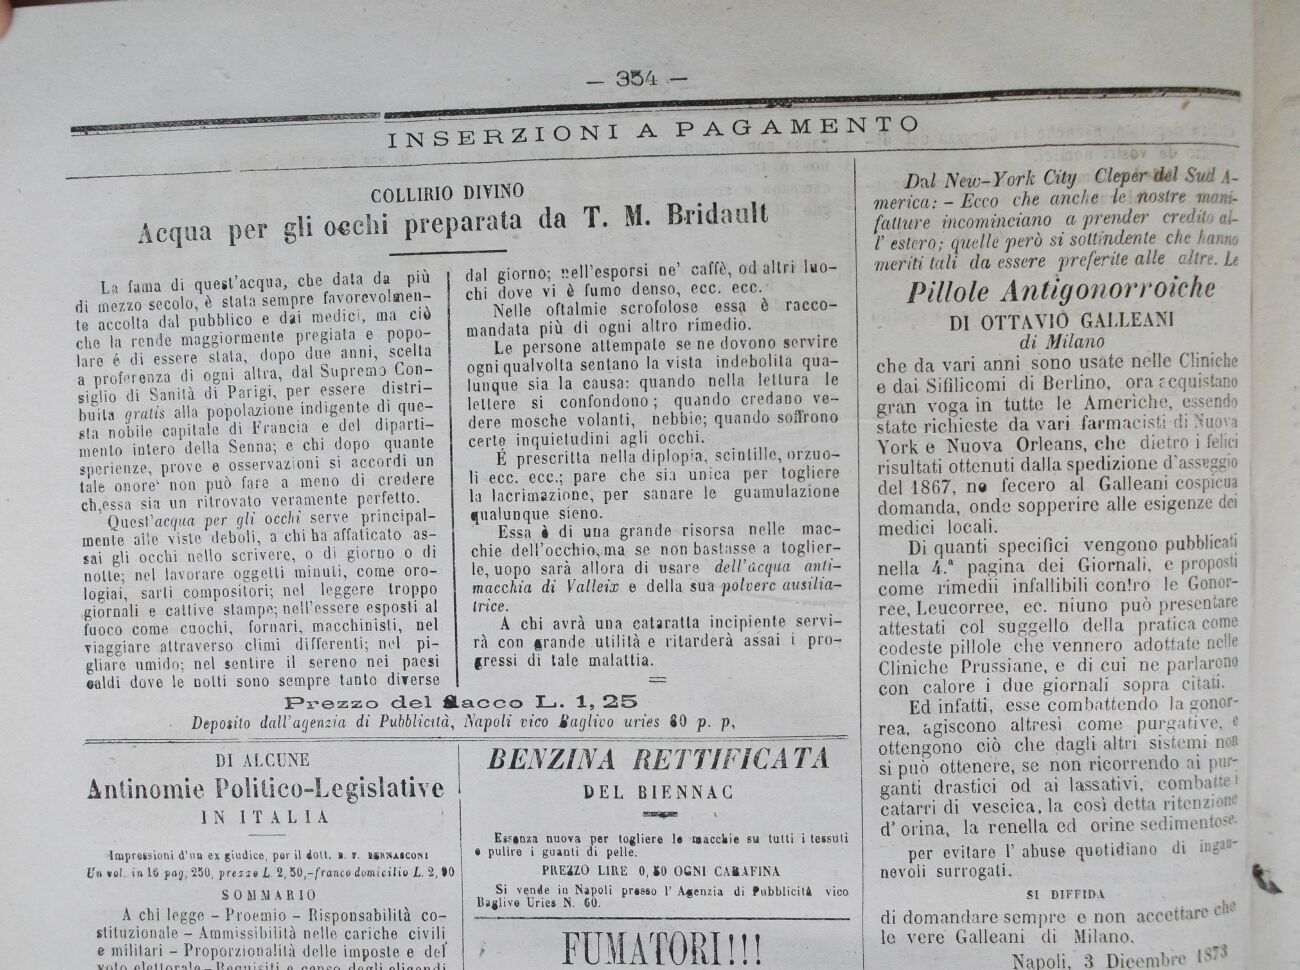 — 354 —
INSERZIONI A PAGAMENTO
COLLIRIO DIVINO
Acqua per gli occhi preparata da T. M. Bridault
La fama di quest'acqua, che data da più
di mezzo secolo, è stata sempre favorevolmen-
te accolta dal pubblico e dai medici, ma ciò
che la rende maggiormente pregiata e popo-
lare é di essere stata, dopo due anni, scelta
a proferenza di ogni altra, dal Supremo Con-
siglio di Sanità di Parigi, per essere distri-
buita gratis alla popolazione indigente di que-
sta nobile capitale di Francia e del diparti-
mento intero della Senna; e chi dopo quante
sperienze, prove e osservazioni si accordi un
tale onore non può fare a meno di credere
ch,essa sia un ritrovato veramente perfetto.
Quest'acqua per gli occhi serve principal-
mente alle viste deboli, a chi ha affaticato as-
sai gli occhi nello scrivere, o di giorno o di
notte; nel lavorare oggetti minuti, come oro-
logiai, sarti compositori; nel leggere troppo
giornali e cattive stampe; nell'essere esposti al
fuoco come cuochi, fornari, macchinisti, nel
viaggiare attraverso climi differenti; nel pi-
gliare umido; nel sentire il sereno nei paesi
caldi dove le notti sono sempre tanto diverse
dal giorno; nell'esporsi ne' caffè, od altri luo-
chi dove vi è fumo denso, ecc. ecc.
Nelle oftalmie scrofolose essa è racco-
mandata più di ogni altro rimedio.
Le persone attempate se ne dovono servire
ogni qualvolta sentano la vista indebolita qua-
lunque sia la causa: quando nella lettura le
lettere si confondono; quando credano ve-
dere mosche volanti, nebbie; quando soffrono
certe inquietudini agli occhi.
É prescritta nella diplopia, scintille, orzuo-
li ecc. ecc.; pare che sia unica per togliere
la lacrimazione, per sanare le guamulazione
qualunque sieno.
Essa è di una grande risorsa nelle mac-
chie dell'occhio, ma se non bastasse a toglier-
le, uopo sarà allora di usare dell'acqua anti-
macchia di Valleix e della sua polvere ausilia-
trice.
A chi avrà una cataratta incipiente servi-
rà con grande utilità e ritarderà assai i pro-
gressi di tale malattia.
Prezzo del Sacco L. 1,25
Deposito dall'agenzia di Pubblicità, Napoli vico Baglivo uries 60 p. p,
DI ALCUNE
Antinomie Politico-Legislative
IN ITALIA
Impressioni d'un ex giudice, por il dott. B. F. BERNASCONI
Un vol. in 16 pag, 250, prezzo L 2, 50,-franco domicilio L. 2, 90
SOMMARIO
A chi legge – Proemio – Risponsabilità co-
stituzionale – Ammissibilità nelle cariche civili
e militari – Proporzionalità delle imposte e del
voto elettorale – Requisiti e censo degli eligendi
BENZINA RETTIFICATA
DEL BIENNAC
Essenza nuova per togliere le macchie su tutti i tessuti
e pulire i guanti di pelle.
PREZZO LIRE 0, 50 OGNI CARAFINA
Si vende in Napoli presso l'Agenzia di Pubblicità vico
Baglivo Uries N. 60.
FUMATORI!!!
Dal New-York City Cleper del Sud A-
merica: – Ecco che anche le nostre mani-
fatture incominciano a prender credito al-
l'estero; quelle però si sottindente che hanno
meriti tali da essere preferite alle altre. Le
Pillole Antigonorroiche
DI OTTAVIO GALLEANI
di Milano
che da vari anni sono usate nelle Cliniche
e dai Sifilicomi di Berlino, ora acquistano
gran voga in tutte le Americhe, essendo
state richieste da vari farmacisti di Nuova
York e Nuova Orleans, che dietro i felici
risultati ottenuti dalla spedizione d'asseggio
del 1867, ne fecero al Galleani cospicua
domanda, onde sopperire alle esigenze dei
medici locali.
Di quanti specifici vengono pubblicati
nella 4.ª pagina dei Giornali, e proposti
come rimedii infallibili contro le Gonor-
ree, Leucorree, ec. niuno può presentare
attestati col suggello della pratica come
codeste pillole che vennero adottate nelle
Cliniche Prussiane, e di cui ne parlarono
con calore i due giornali sopra citati.
Ed infatti, esse combattendo la gonor-
rea, agiscono altresì come purgative, e
ottengono ciò che dagli altri sistemi non
si può ottenere, se non ricorrendo ai pur-
ganti drastici od ai lassativi, combatte i
catarri di vescica, la così detta ritenzione
d'orina, la renella ed orine sedimentose.
per evitare l'abuso quotidiano di ingan-
nevoli surrogati.
SI DIFFIDA
di domandare sempre e non accettare che
le vere Galleani di Milano.
Napoli, 3 Dicembre 1873